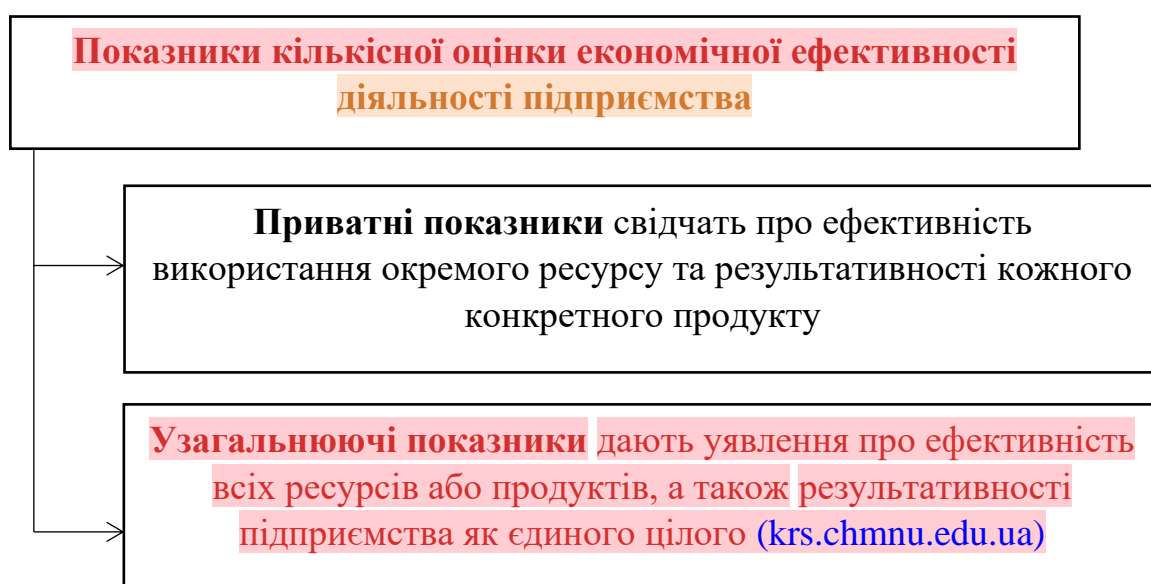 Показники кількісної оцінки економічної ефективності
діяльності підприємства
Приватні показники свідчать про ефективність
використання окремого ресурсу та результативності кожного
конкретного продукту
Узагальнюючі показники дають уявлення про ефективність
всіх ресурсів або продуктів, а також результативності
підприємства як єдиного цілого (krs.chmnu.edu.ua)